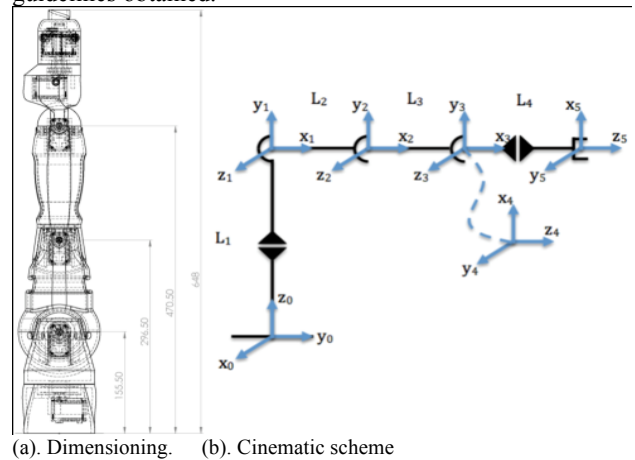 guidelines obtained.
y₁ L₂ y₂ L₃ y₃ L₄ x₅
x₁ x₂ x₃ z₅
z₁ z₂ z₃ y₅
L₁ x₄
z₄
y₄
z₀
y₀
x₀
155.50
296.50
470.50
648
(a). Dimensioning. (b). Cinematic scheme